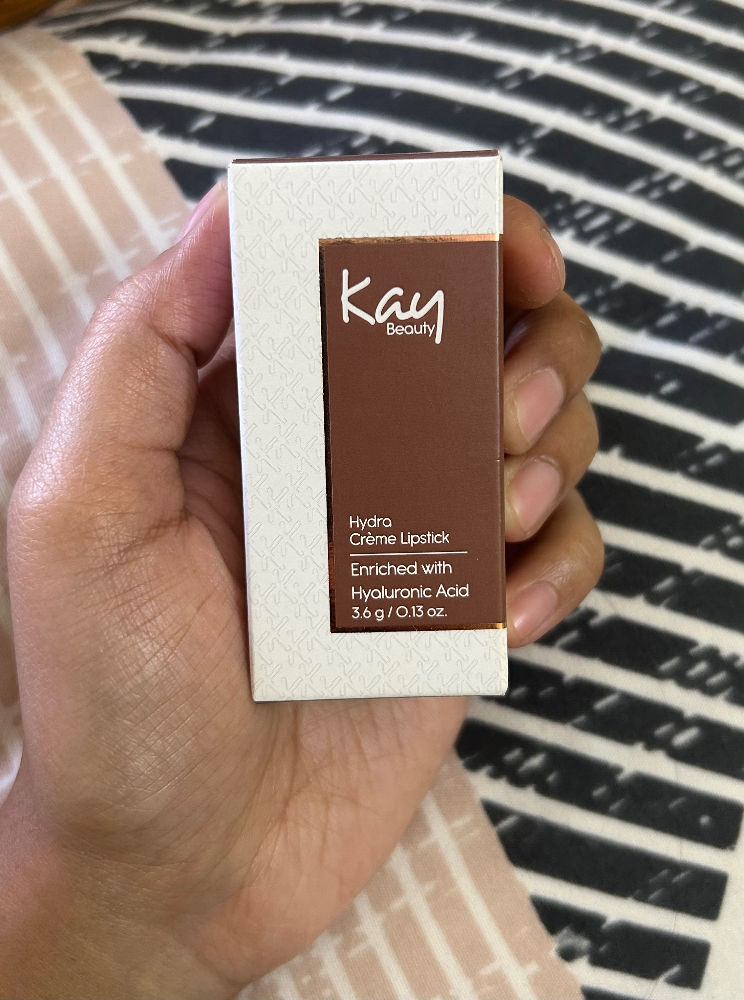 Kay
Beauty
Hydra
Crème Lipstick
Enriched with
Hyaluronic Acid
3.6 g / 0.13 oz.